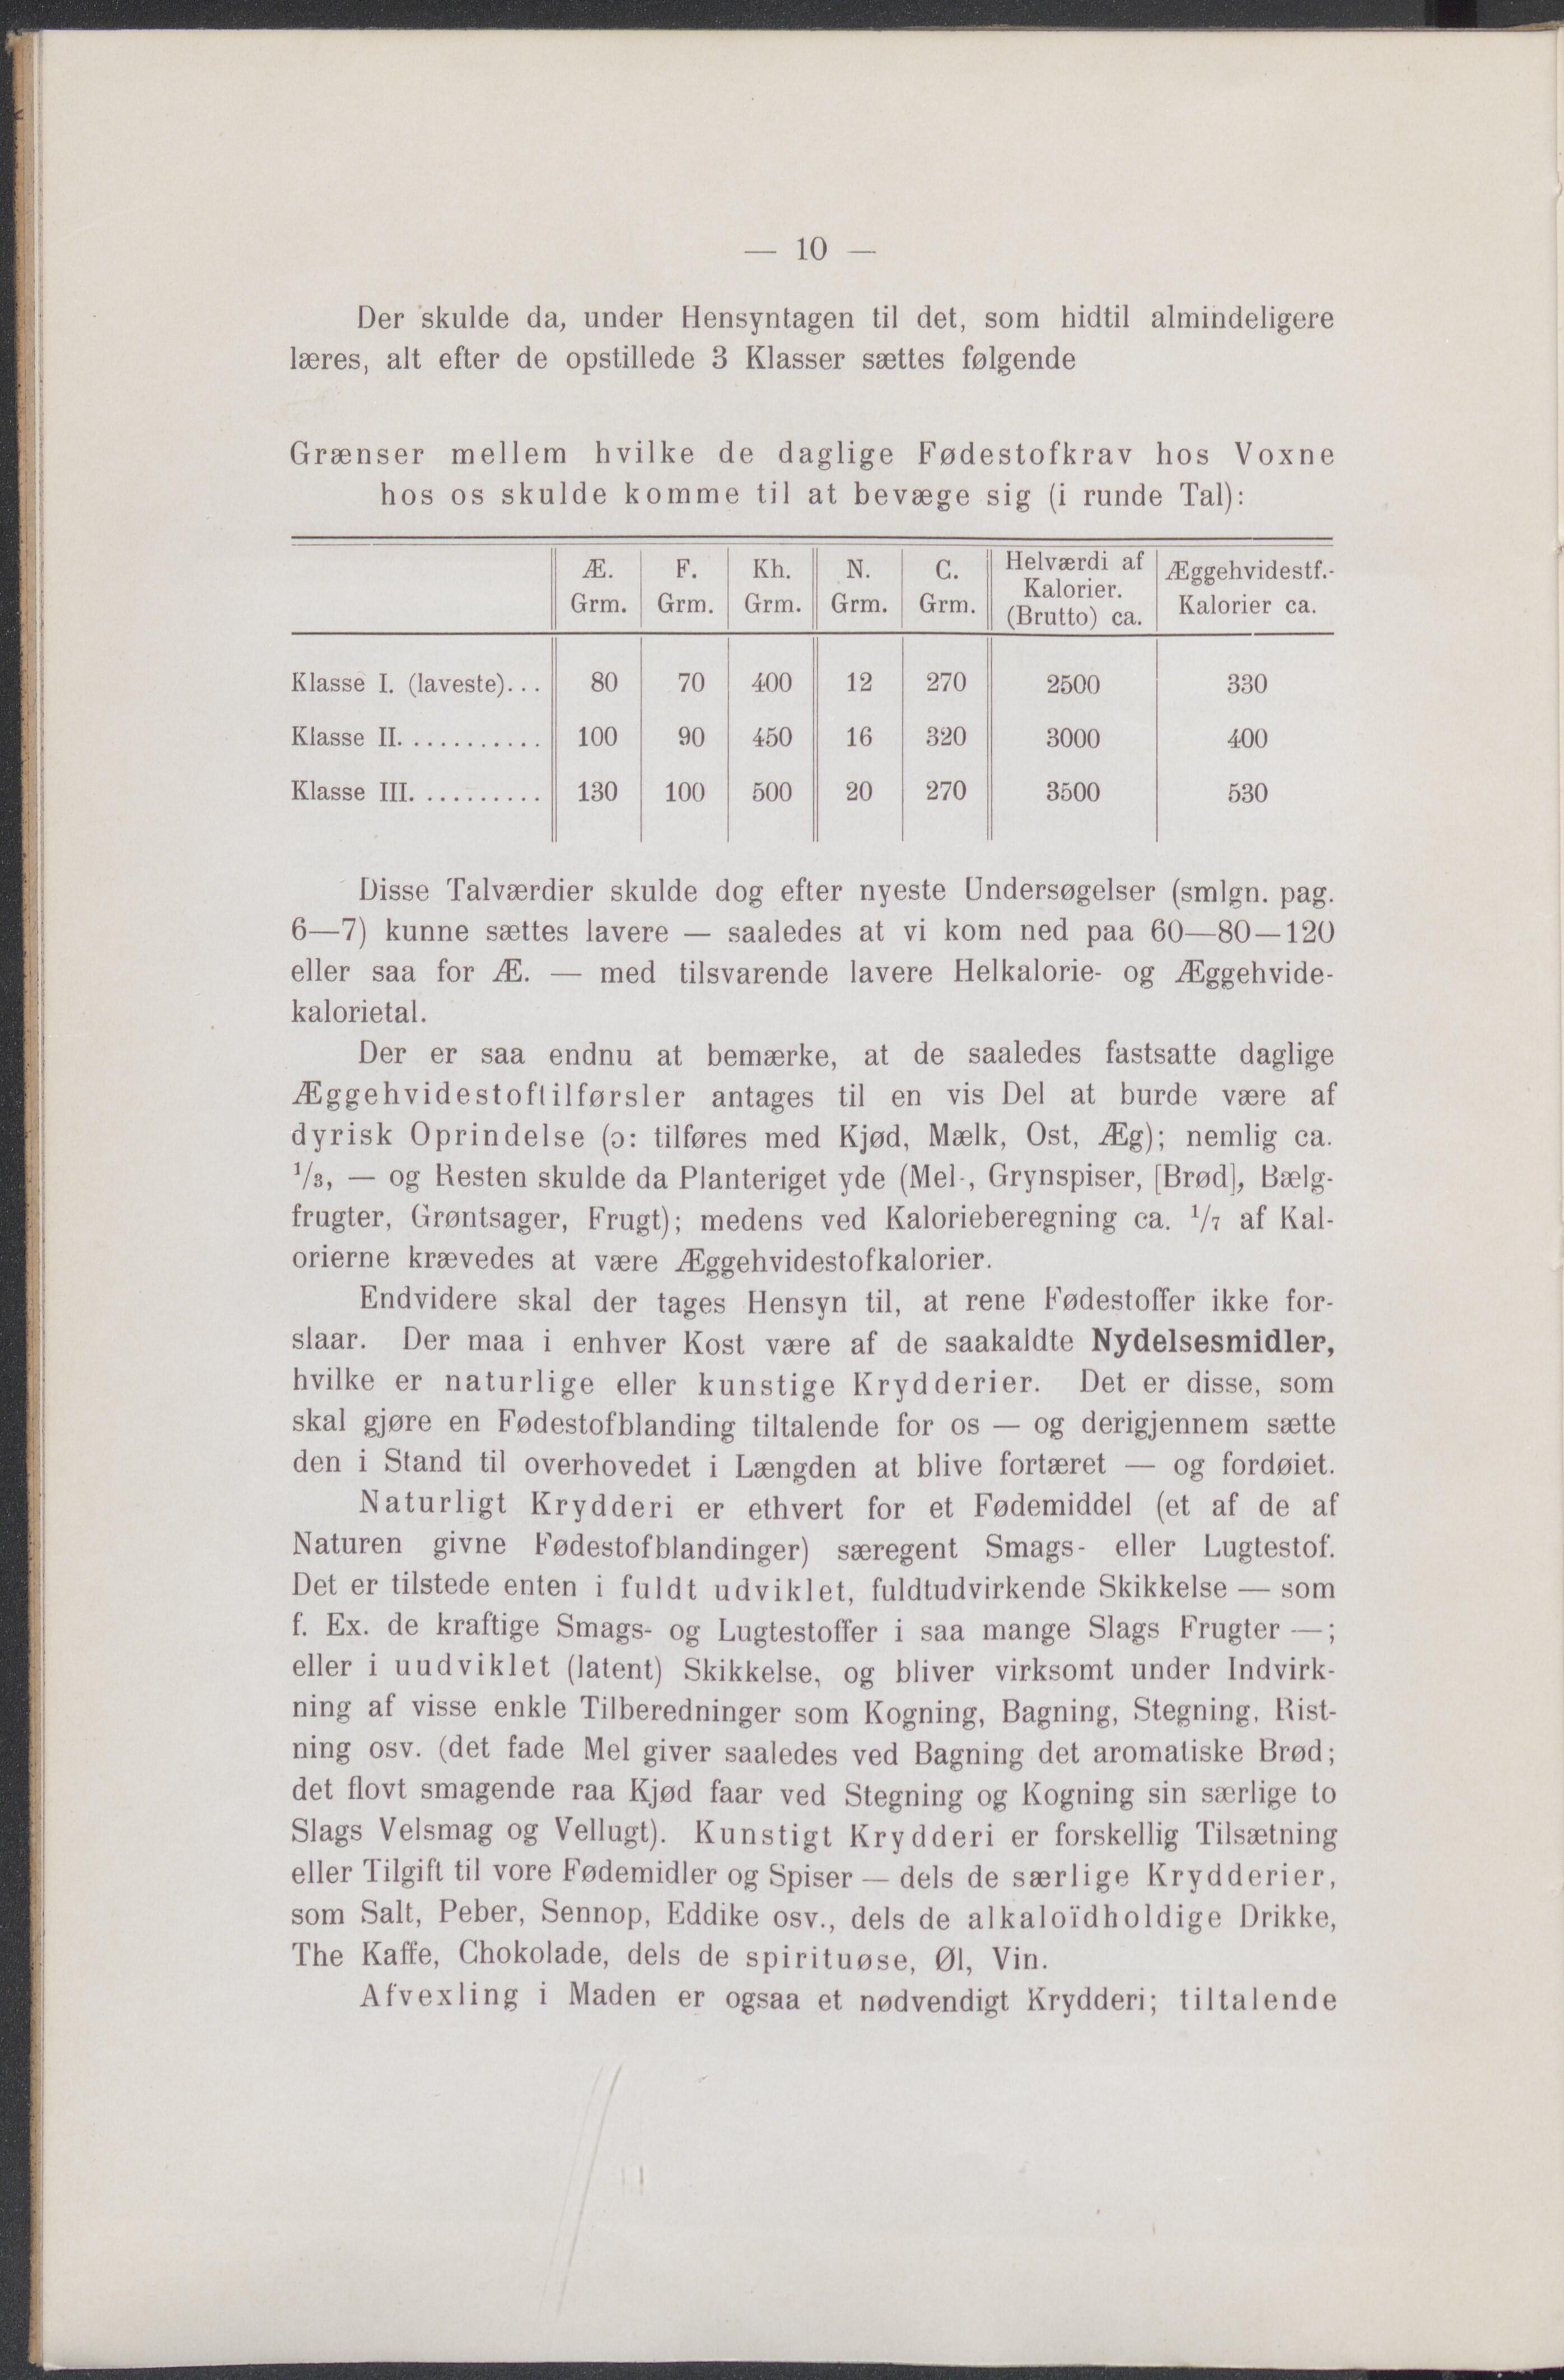 — 10 —
Der skulde da, under Hensyntagen til det, som hidtil almindeligere
læres, alt efter de opstillede 3 Klasser sættes følgende
Grænser mellem hvilke de daglige Fødestofkrav hos Voxne
hos os skulde komme til at bevæge sig (i runde Tal):
Æ. Grm. F. Grm. Kh. Grm. N. Grm. C. Grm. Helværdi af Kalorier. (Brutto) ca. Æggehvidestf.-Kalorier ca.
Klasse I. (laveste)... 80 70 400 12 270 2500 330
Klasse II. .......... 100 90 450 16 320 3000 400
Klasse III. ......... 130 100 500 20 270 3500 530
Disse Talværdier skulde dog efter nyeste Undersøgelser (smlgn. pag.
6—7) kunne sættes lavere — saaledes at vi kom ned paa 60—80—120
eller saa for Æ. — med tilsvarende lavere Helkalorie- og Æggehvide-
kalorietal.
Der er saa endnu at bemærke, at de saaledes fastsatte daglige
Æggehvidestoftilførsler antages til en vis Del at burde være af
dyrisk Oprindelse (ɔ: tilføres med Kjød, Mælk, Ost, Æg); nemlig ca.
1/3, — og Resten skulde da Planteriget yde (Mel-, Grynspiser, [Brød], Bælg-
frugter, Grøntsager, Frugt); medens ved Kalorieberegning ca. 1/7 af Kal-
orierne krævedes at være Æggehvidestofkalorier.
Endvidere skal der tages Hensyn til, at rene Fødestoffer ikke for-
slaar. Der maa i enhver Kost være af de saakaldte Nydelsesmidler,
hvilke er naturlige eller kunstige Krydderier. Det er disse, som
skal gjøre en Fødestofblanding tiltalende for os — og derigjennem sætte
den i Stand til overhovedet i Længden at blive fortæret — og fordøiet.
Naturligt Krydderi er ethvert for et Fødemiddel (et af de af
Naturen givne Fødestofblandinger) særegent Smags- eller Lugtestof.
Det er tilstede enten i fuldt udviklet, fuldtudvirkende Skikkelse — som
f. Ex. de kraftige Smags- og Lugtestoffer i saa mange Slags Frugter —;
eller i uudviklet (latent) Skikkelse, og bliver virksomt under Indvirk-
ning af visse enkle Tilberedninger som Kogning, Bagning, Stegning, Rist-
ning osv. (det fade Mel giver saaledes ved Bagning det aromatiske Brød;
det flovt smagende raa Kjød faar ved Stegning og Kogning sin særlige to
Slags Velsmag og Vellugt). Kunstigt Krydderi er forskellig Tilsætning
eller Tilgift til vore Fødemidler og Spiser — dels de særlige Krydderier,
som Salt, Peber, Sennop, Eddike osv., dels de alkaloïdholdige Drikke,
The Kaffe, Chokolade, dels de spirituøse, Øl, Vin.
Afvexling i Maden er ogsaa et nødvendigt Krydderi; tiltalende